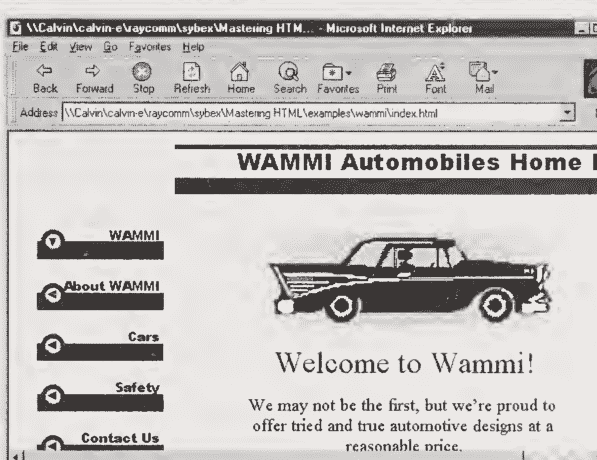 \\Calvin\calvin-e\raycomm\sybex\Mastering HTM... - Microsoft Internet Explorer
File Edit View Go Favorites Help
Back Forward Stop Refresh Home Search Favorites Print Font Mail
Address \\Calvin\calvin-e\raycomm\sybex\Mastering HTML\examples\wammi\index.html
WAMMI Automobiles Home
WAMMI
About WAMMI
Cars
Safety
Contact Us
Welcome to Wammi!
We may not be the first, but we're proud to
offer tried and true automotive designs at a
reasonable price.